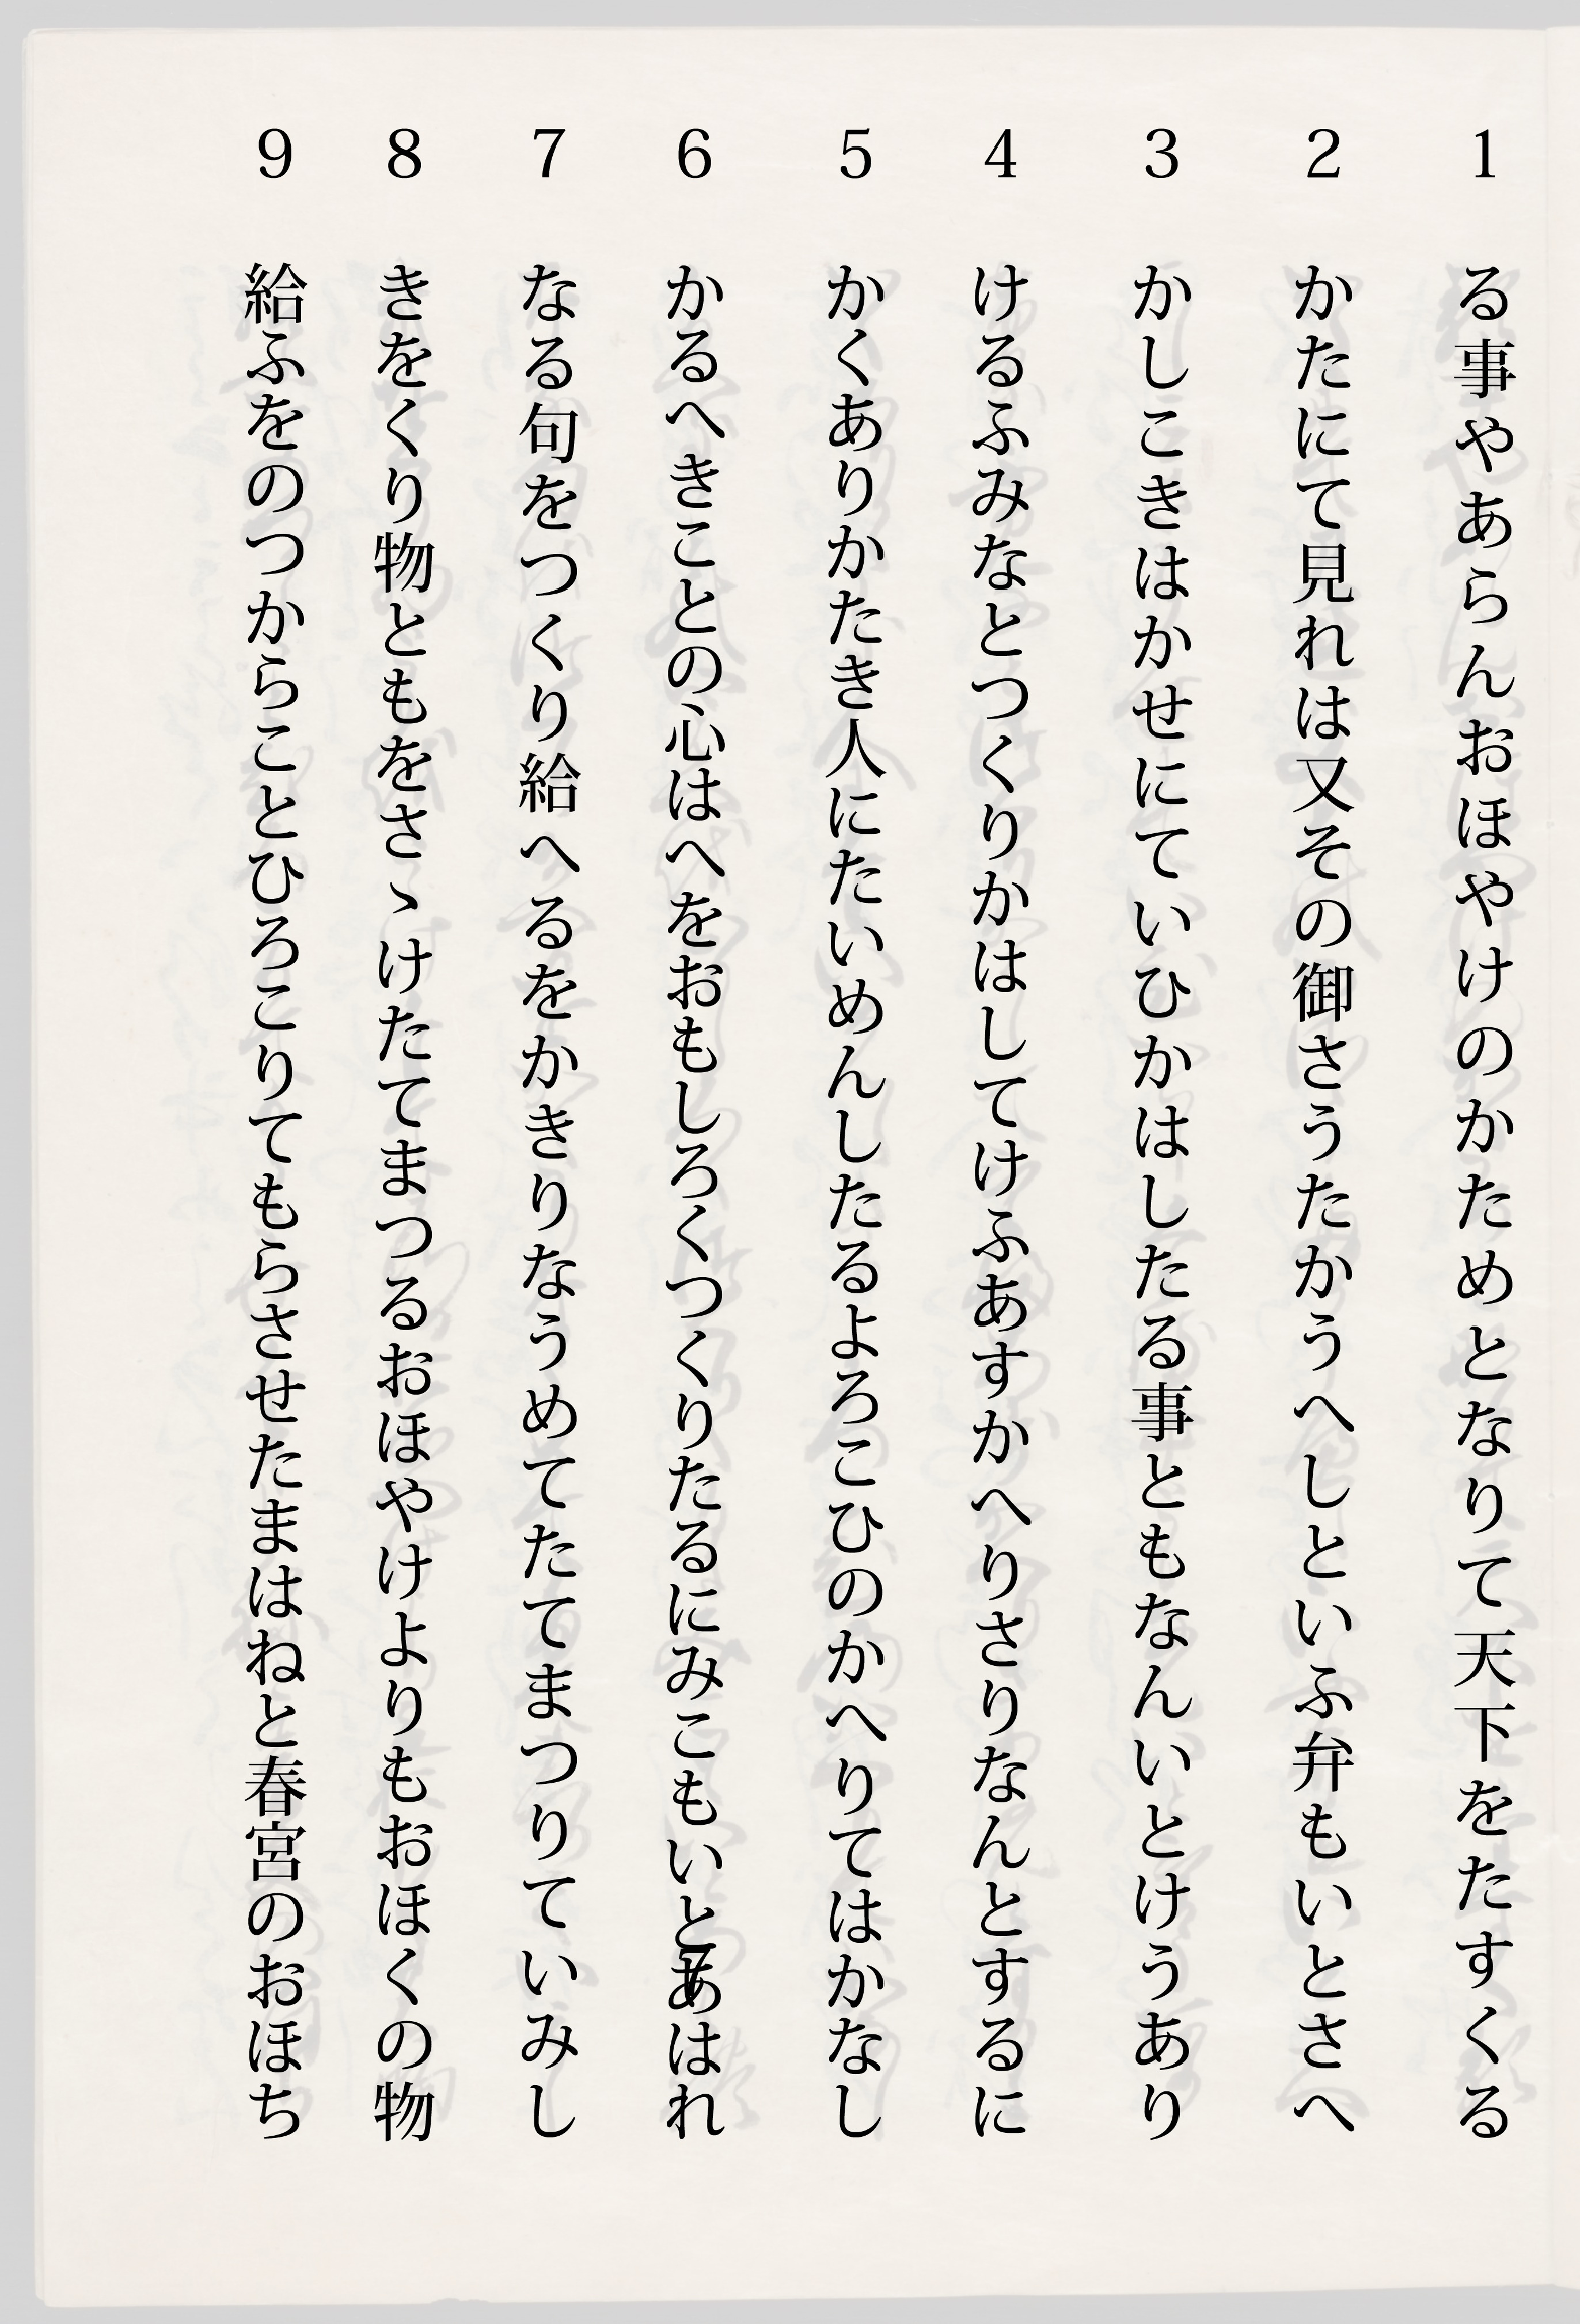 1 る事やあらんおほやけのかためとなりて天下をたすくる
2 かたにて見れは又その御さうたかうへしといふ弁もいとさへ
3 かしこきはかせにていひかはしたる事ともなんいとけうあり
4 けるふみなとつくりかはしてけふあすかへりさりなんとするに
5 かくありかたき人にたいめんしたるよろこひのかへりてはかなし
6 かるへきことの心はへをおもしろくつくりたるにみこもいとあはれ
7 なる句をつくり給へるをかきりなうめてたてまつりていみし
8 きをくり物ともをさゝけたてまつるおほやけよりもおほくの物
9 給ふをのつからことひろこりてもらさせたまはねと春宮のおほち